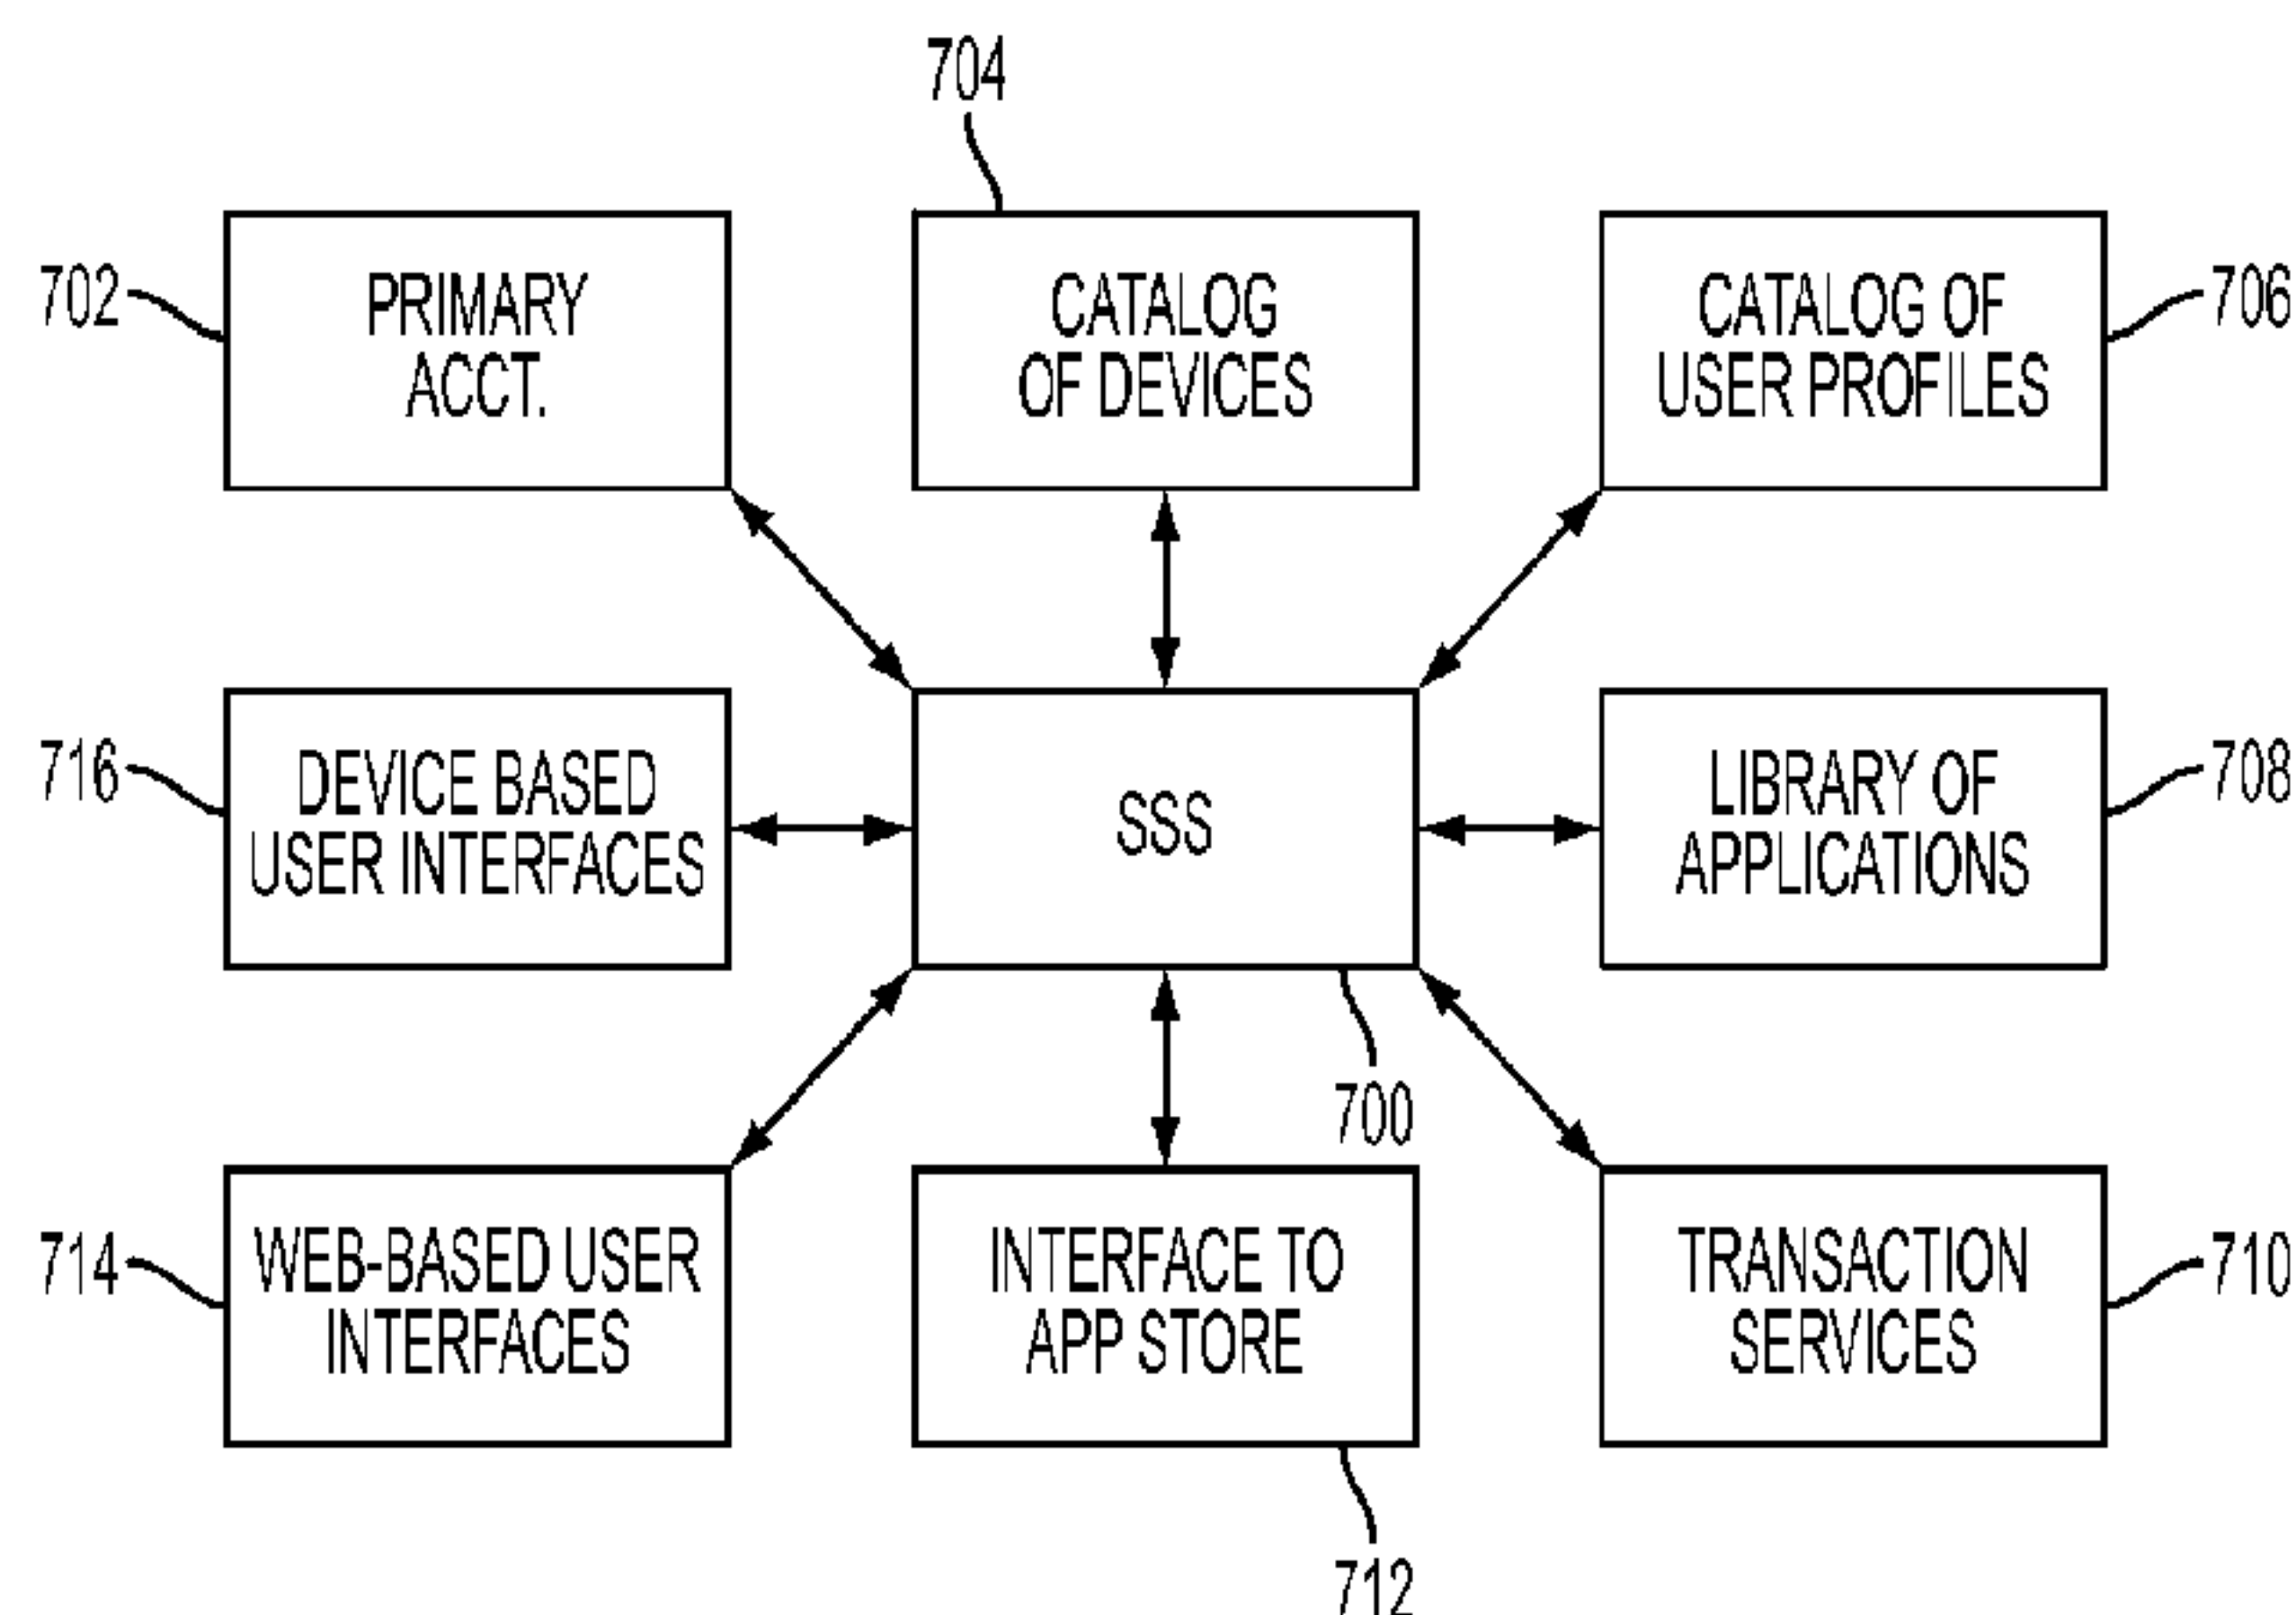 704
702
PRIMARY
ACCT.
CATALOG
OF DEVICES
CATALOG OF
USER PROFILES
706
716
DEVICE BASED
USER INTERFACES
SSS
LIBRARY OF
APPLICATIONS
708
700
714
WEB-BASED USER
INTERFACES
INTERFACE TO
APP STORE
TRANSACTION
SERVICES
710
712